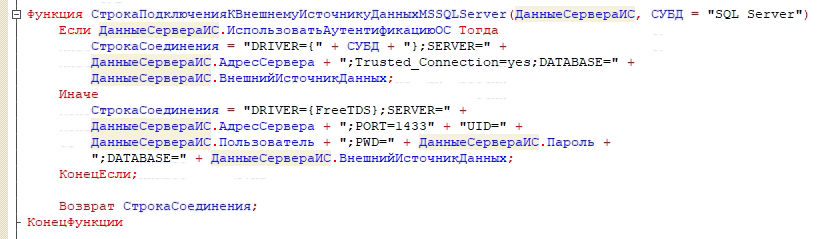 Функция СтрокаПодключенияКВнешнемуИсточникуДанныхMSSQLServer(ДанныеСервераИС, СУБД = "SQL Server")
Если ДанныеСервераИС.ИспользоватьАутентификациюОС Тогда
СтрокаСоединения = "DRIVER={" + СУБД + "};SERVER=" +
ДанныеСервераИС.АдресСервера + ";Trusted_Connection=yes;DATABASE=" +
ДанныеСервераИС.ВнешнийИсточникДанных;
Иначе
СтрокаСоединения = "DRIVER={FreeTDS};SERVER=" +
ДанныеСервераИС.АдресСервера + ";PORT=1433" + "UID=" +
ДанныеСервераИС.Пользователь + ";PWD=" + ДанныеСервераИС.Пароль +
";DATABASE=" + ДанныеСервераИС.ВнешнийИсточникДанных;
КонецЕсли;
Возврат СтрокаСоединения;
КонецФункции